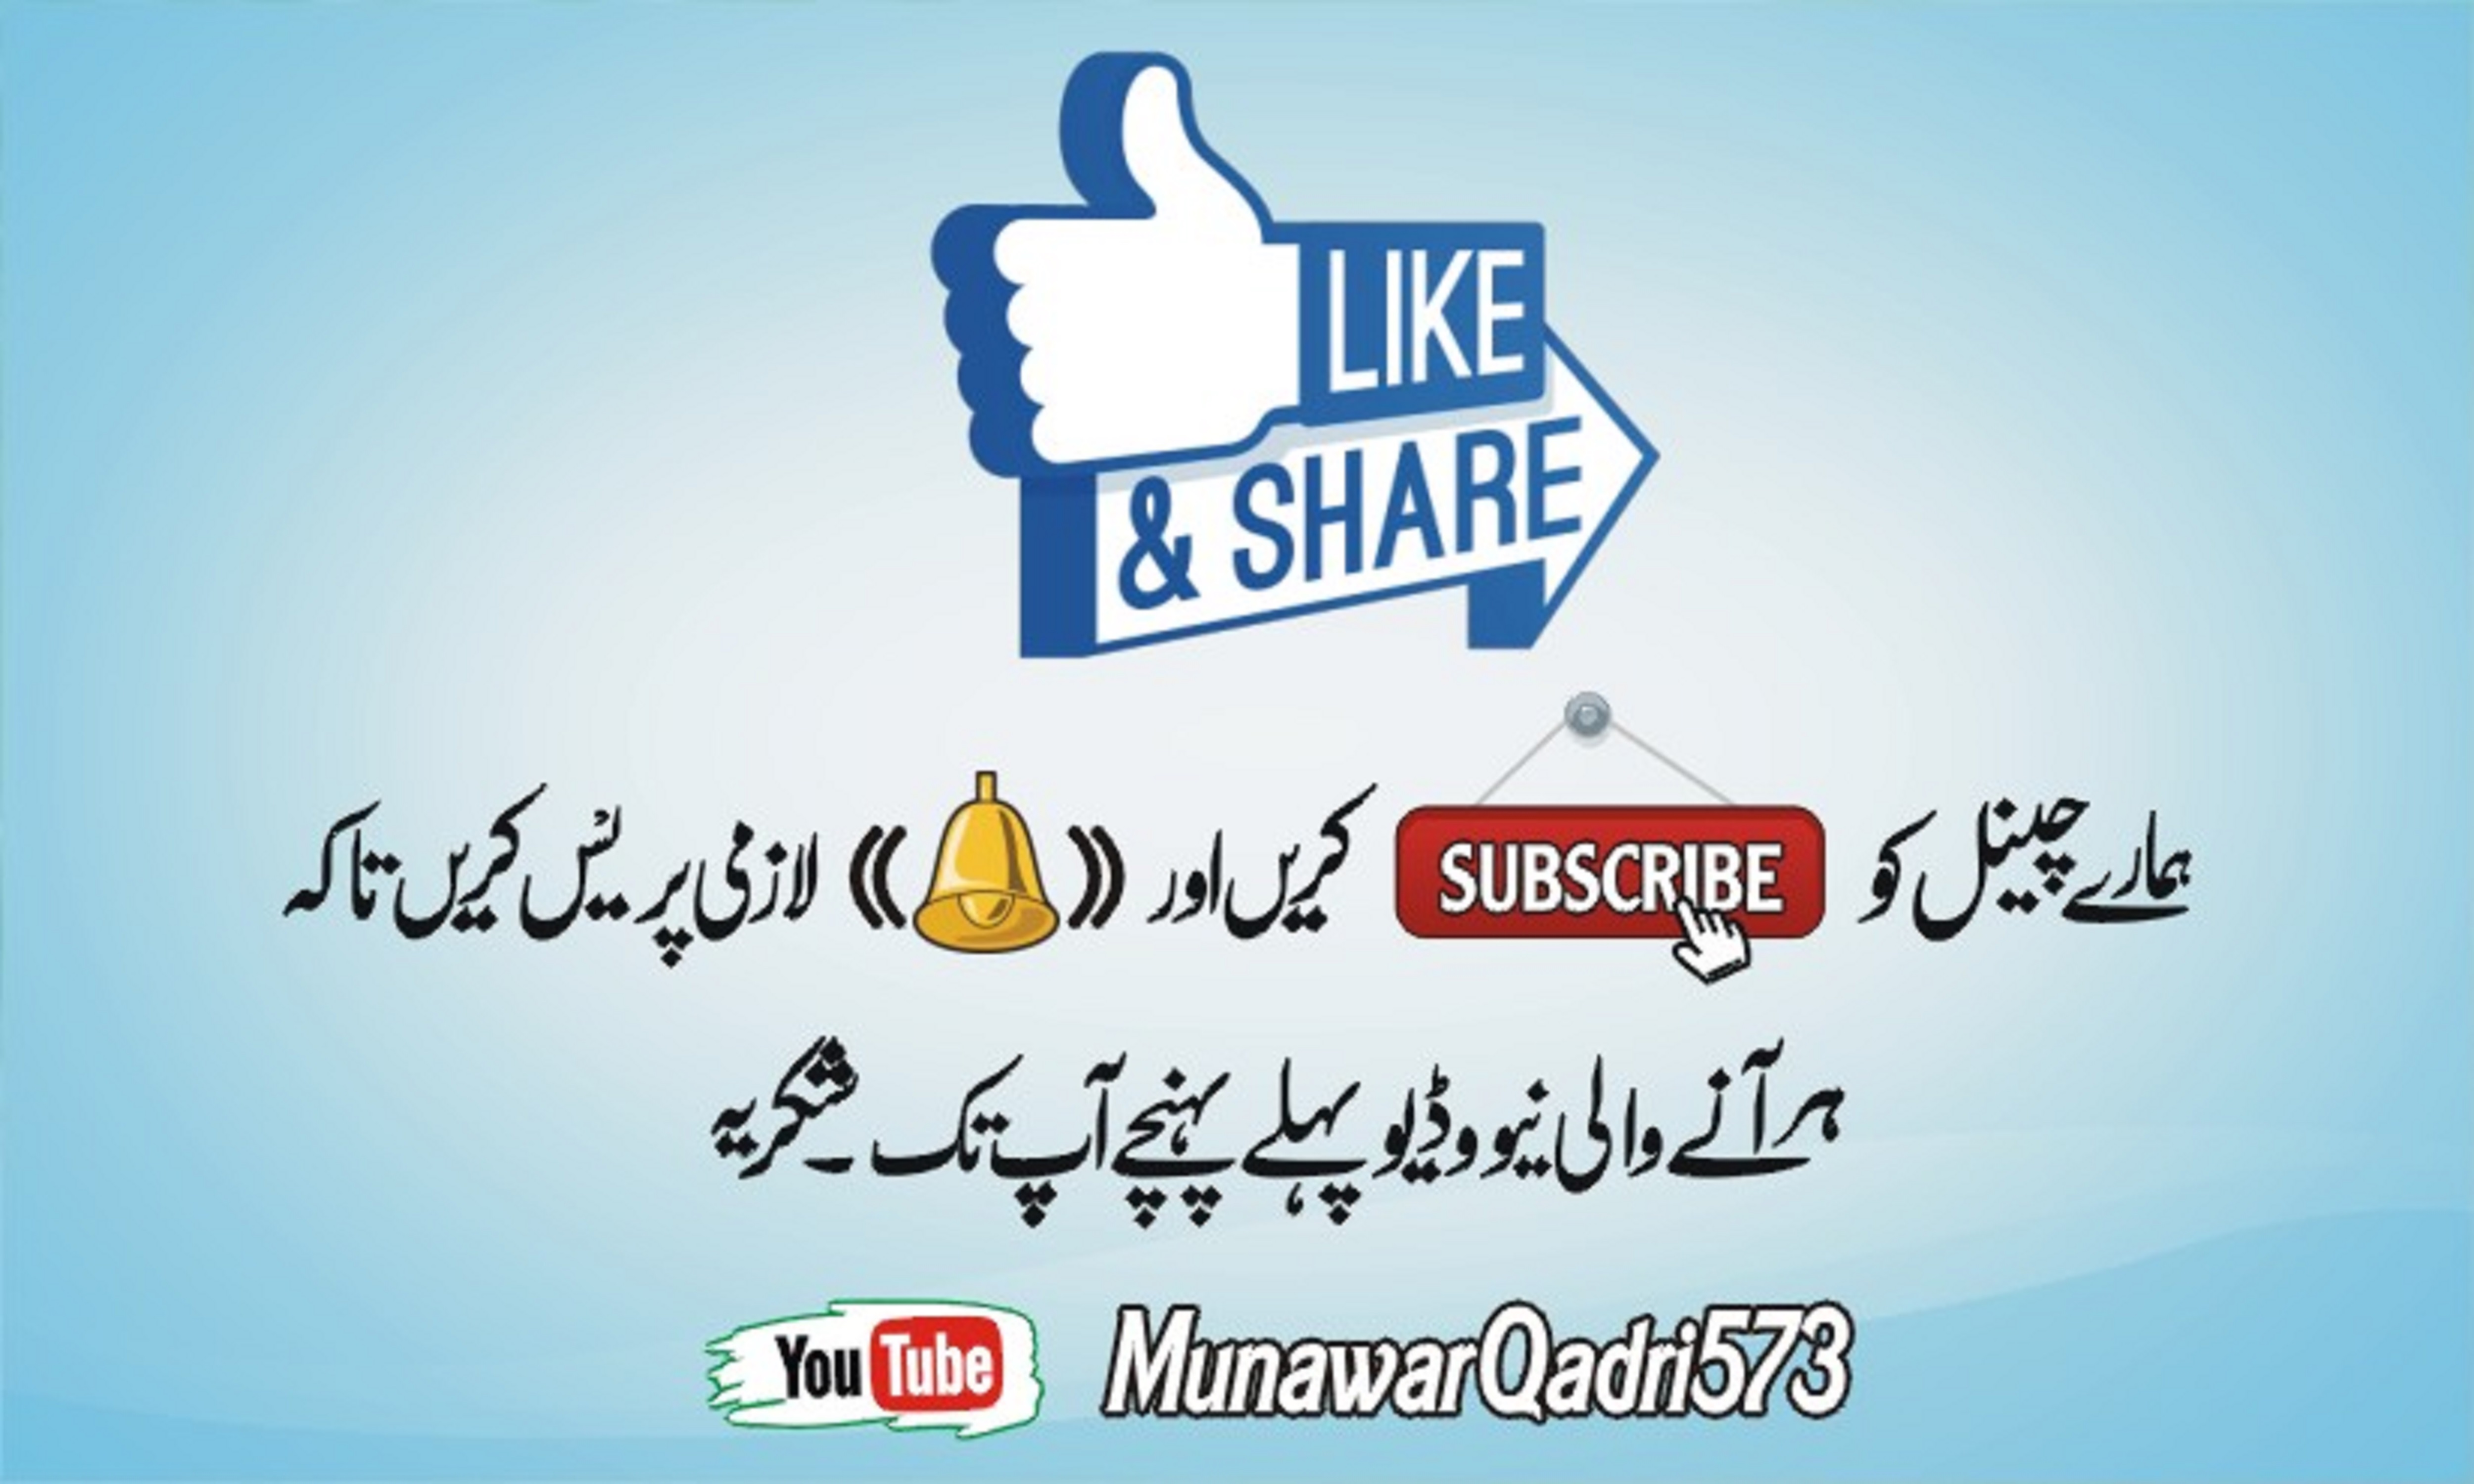 LIKE
& SHARE
ہمارے چینل کو SUBSCRIBE کریں اور لازمی پریس کریں تاکہ
ہر آنے والی نیو وڈیو پہلے پہنچے آپ تک ۔ شکریہ
YouTube MunawarQadri573